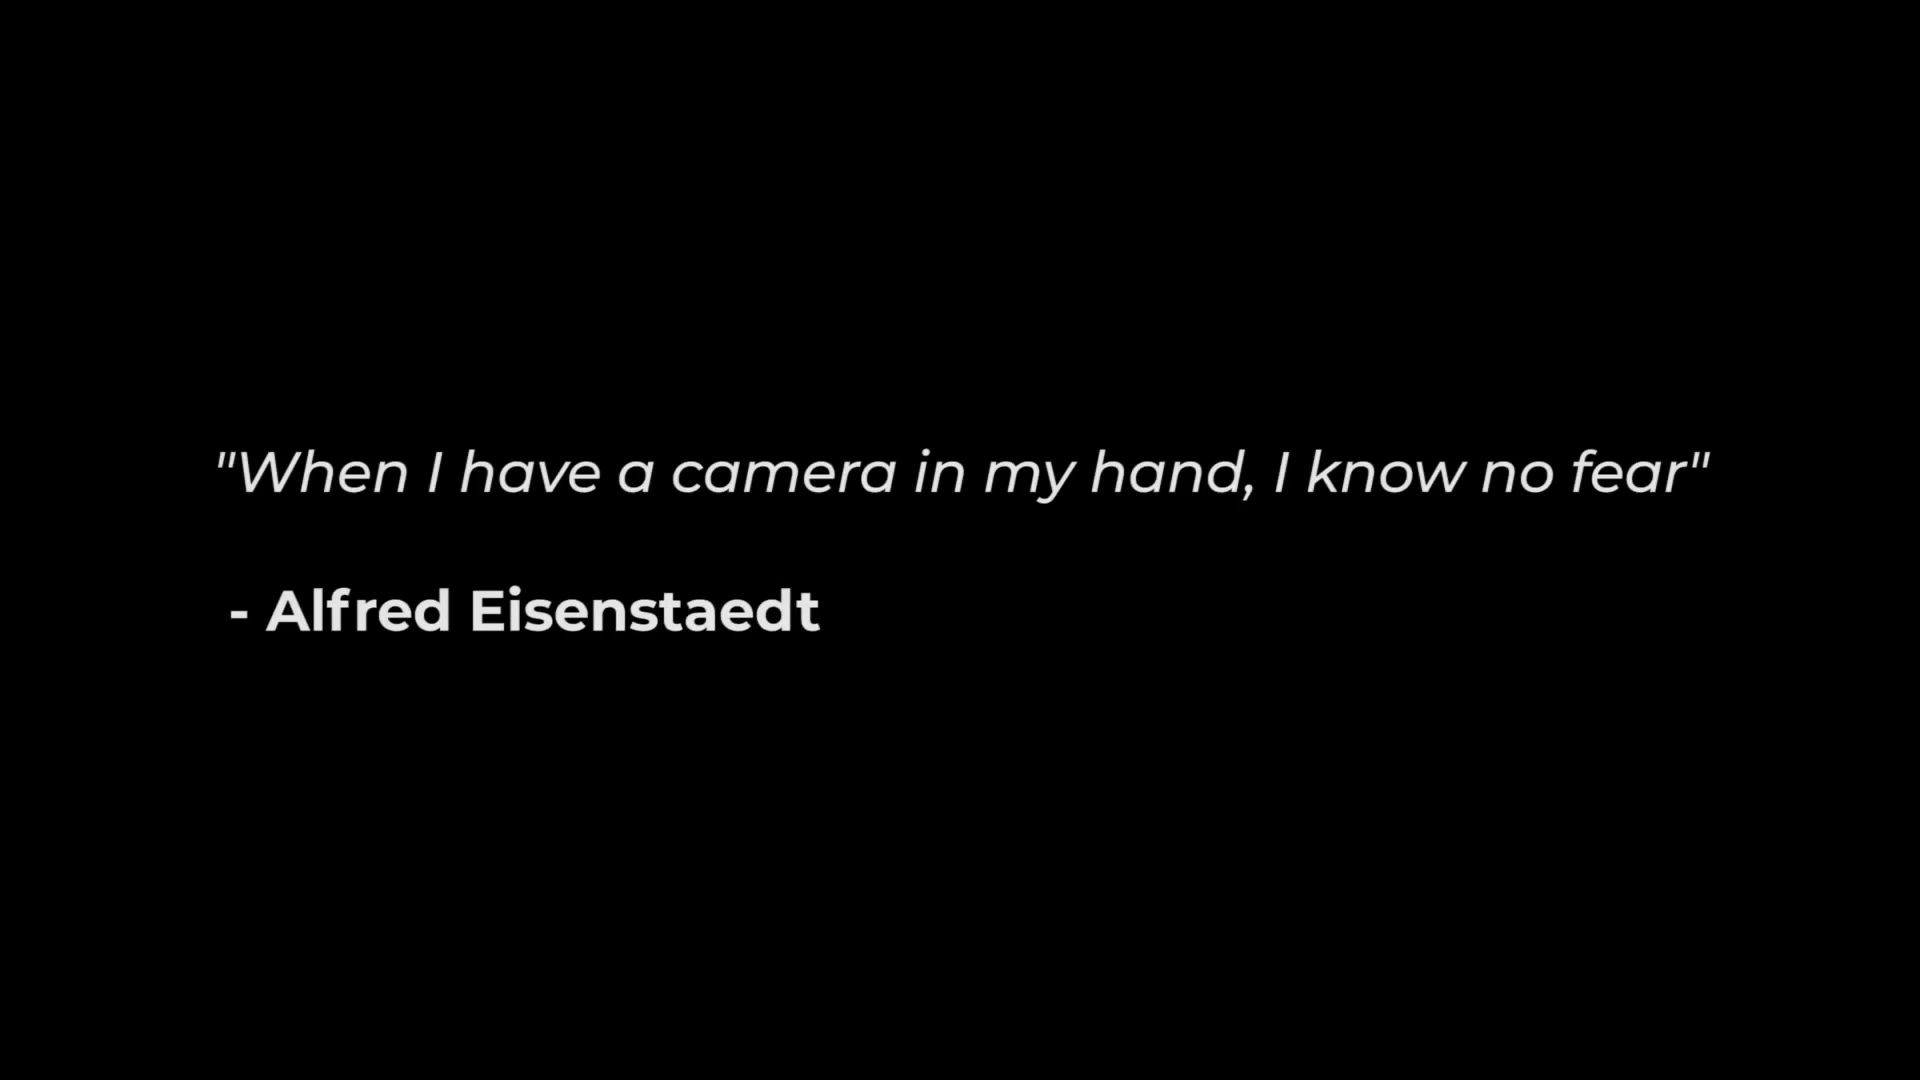 "When I have a camera in my hand, I know no fear"
- Alfred Eisenstaedt